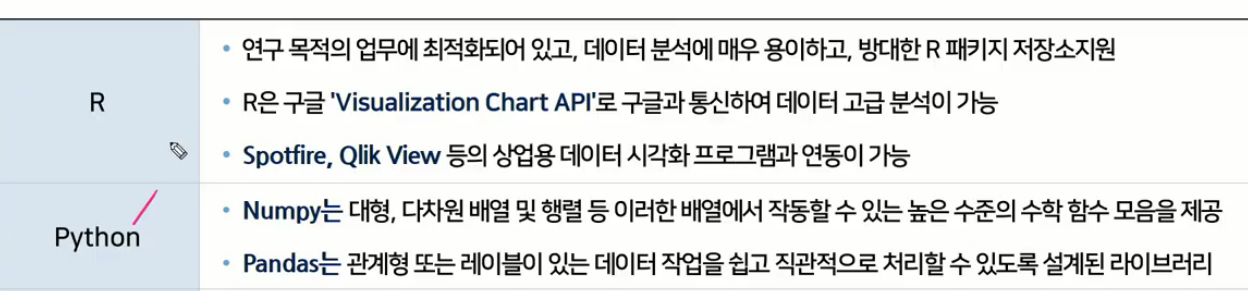 R
• 연구 목적의 업무에 최적화되어 있고, 데이터 분석에 매우 용이하고, 방대한 R 패키지 저장소지원
• R은 구글 'Visualization Chart API'로 구글과 통신하여 데이터 고급 분석이 가능
• Spotfire, Qlik View 등의 상업용 데이터 시각화 프로그램과 연동이 가능
Python
• Numpy는 대형, 다차원 배열 및 행렬 등 이러한 배열에서 작동할 수 있는 높은 수준의 수학 함수 모음을 제공
• Pandas는 관계형 또는 레이블이 있는 데이터 작업을 쉽고 직관적으로 처리할 수 있도록 설계된 라이브러리